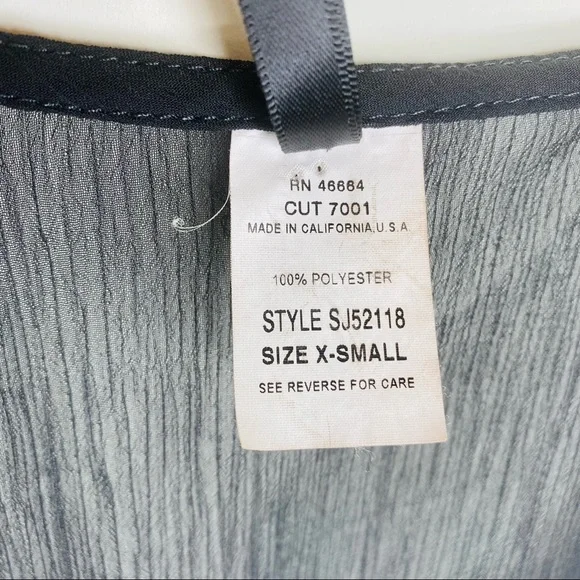 RN 46664
CUT 7001
MADE IN CALIFORNIA, U.S.A
100% POLYESTER
STYLE SJ52118
SIZE X-SMALL
SEE REVERSE FOR CARE